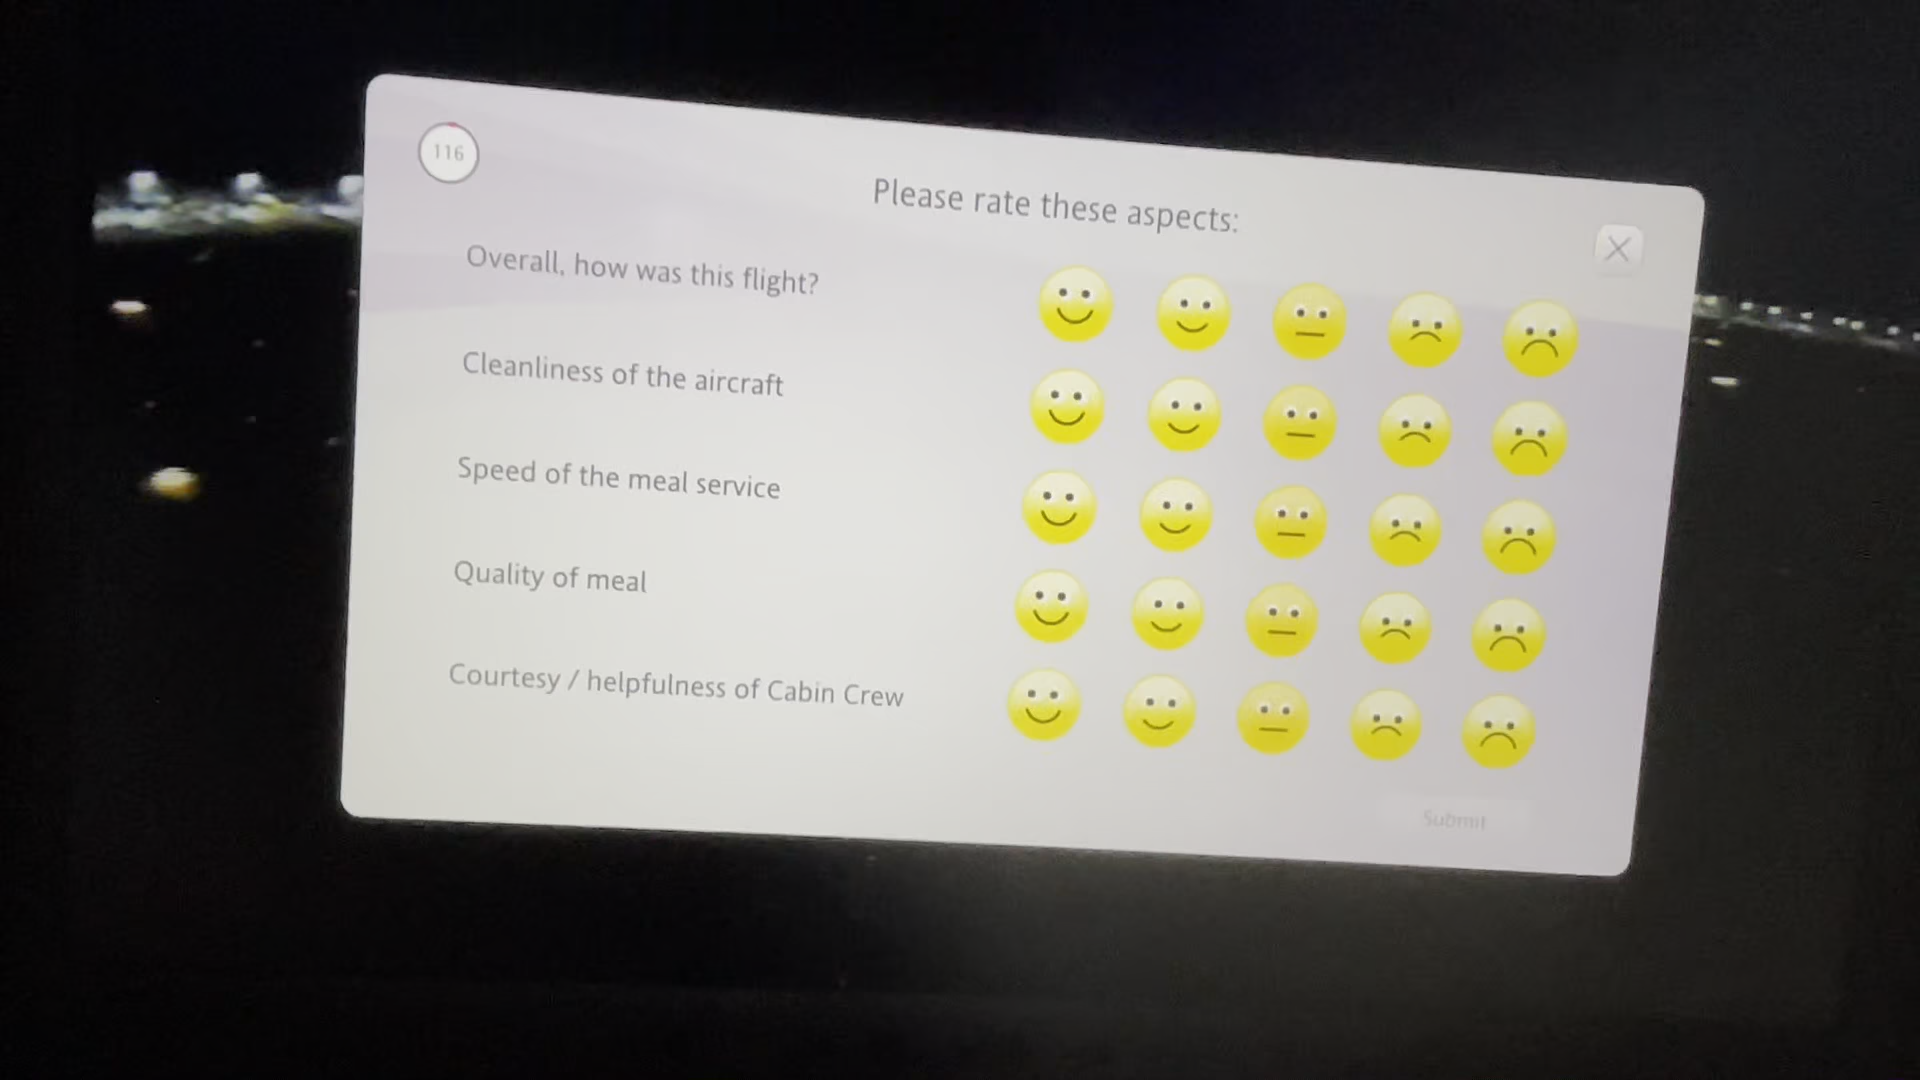 116
Please rate these aspects:
Overall, how was this flight?
Cleanliness of the aircraft
Speed of the meal service
Quality of meal
Courtesy / helpfulness of Cabin Crew
Submit